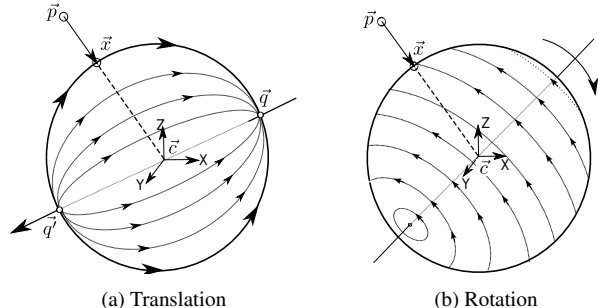 p⃗
x⃗
q⃗
Z
c⃗
X
Y
q⃗'
(a) Translation
p⃗
x⃗
Z
c⃗
X
Y
(b) Rotation